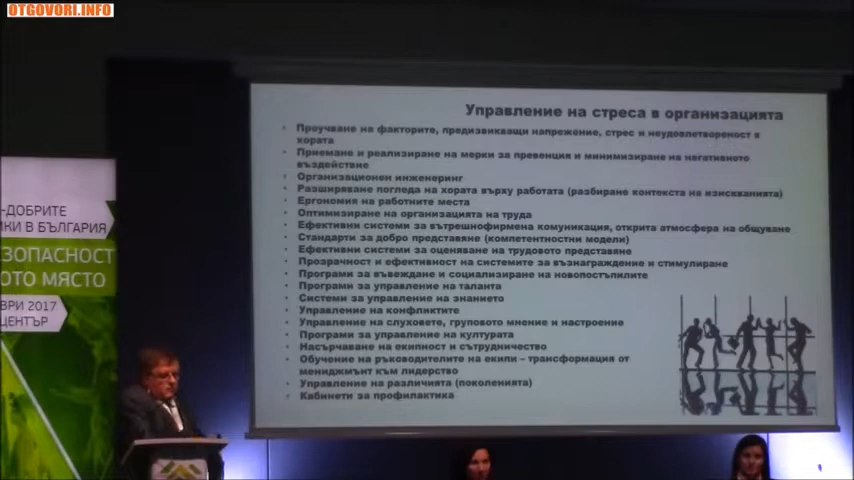 OTGOVORI.INFO
Управление на стреса в организацията
Проучване на факторите, предизвикващи напрежение, стрес и неудовлетвореност в
хората
Приемане и реализиране на мерки за превенция и минимизиране на негативното
въздействие
Организационен инженеринг
Разширяване погледа на хората върху работата (разбиране контекста на изискванията)
Ергономия на работните места
Оптимизиране на организацията на труда
Ефективни системи за вътрешнофирмена комуникация, открита атмосфера на общуване
Стандарти за добро представяне (компетентностни модели)
Ефективни системи за оценяване на трудовото представяне
Прозрачност и ефективност на системите за възнаграждение и стимулиране
Програми за въвеждане и социализиране на новопостъпилите
Програми за управление на таланта
Системи за управление на знанието
Управление на конфликтите
Управление на слуховете, груповото мнение и настроение
Програми за управление на културата
Насърчаване на екипност и сътрудничество
Обучение на ръководителите на екипи – трансформация от
мениджмънт към лидерство
Управление на различията (поколенията)
Кабинети за профилактика
-ДОБРИТЕ
ИКИ В БЪЛГАРИЯ
ЗОПАСНОСТ
ОТО МЯСТО
ВРИ 2017
ЦЕНТЪР